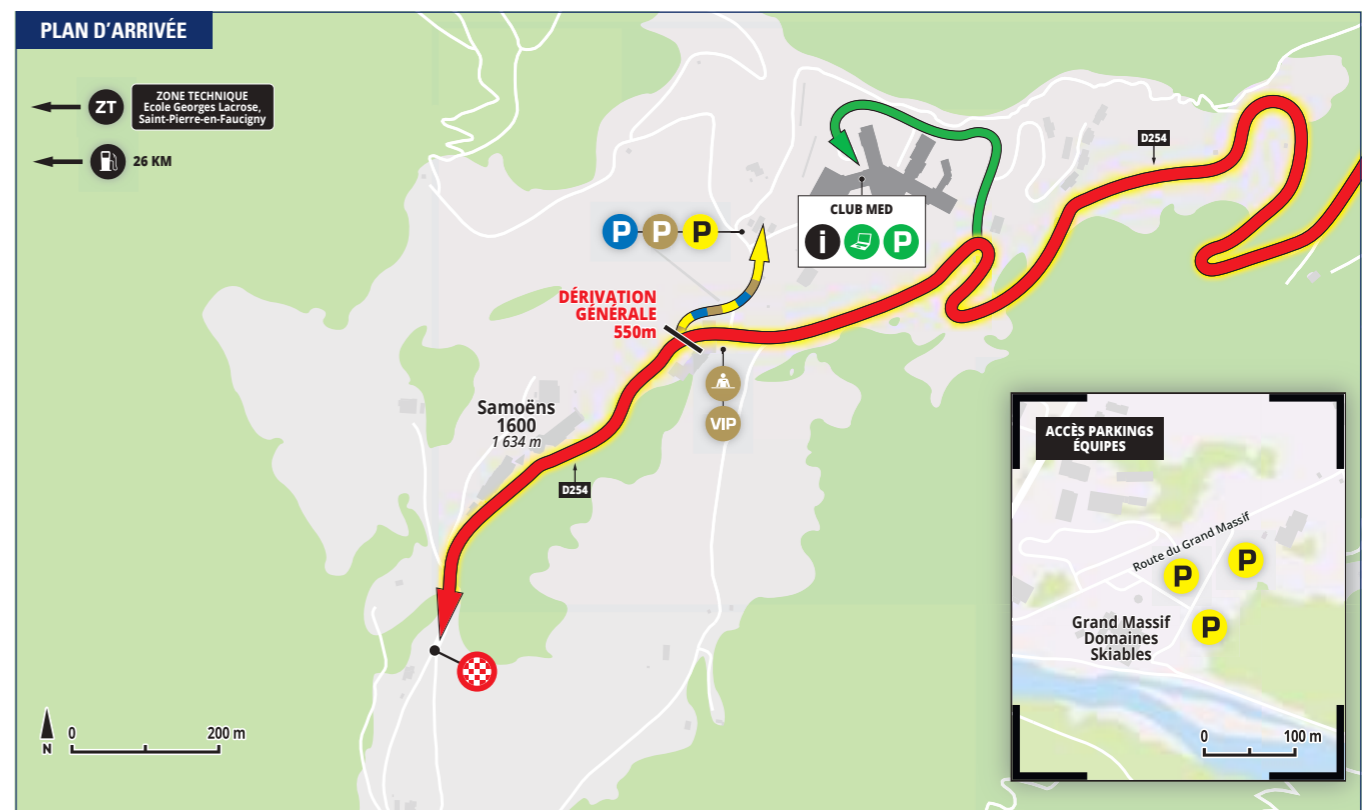 PLAN D'ARRIVÉE
ZT
ZONE TECHNIQUE
Ecole Georges Lacrose,
Saint-Pierre-en-Faucigny
26 KM
D254
P P P
CLUB MED
i P
DÉRIVATION
GÉNÉRALE
550m
VIP
Samoëns
1600
1 634 m
D254
ACCÈS PARKINGS
ÉQUIPES
Route du Grand Massif
P
P
P
Grand Massif
Domaines
Skiables
0 100 m
N
0 200 m